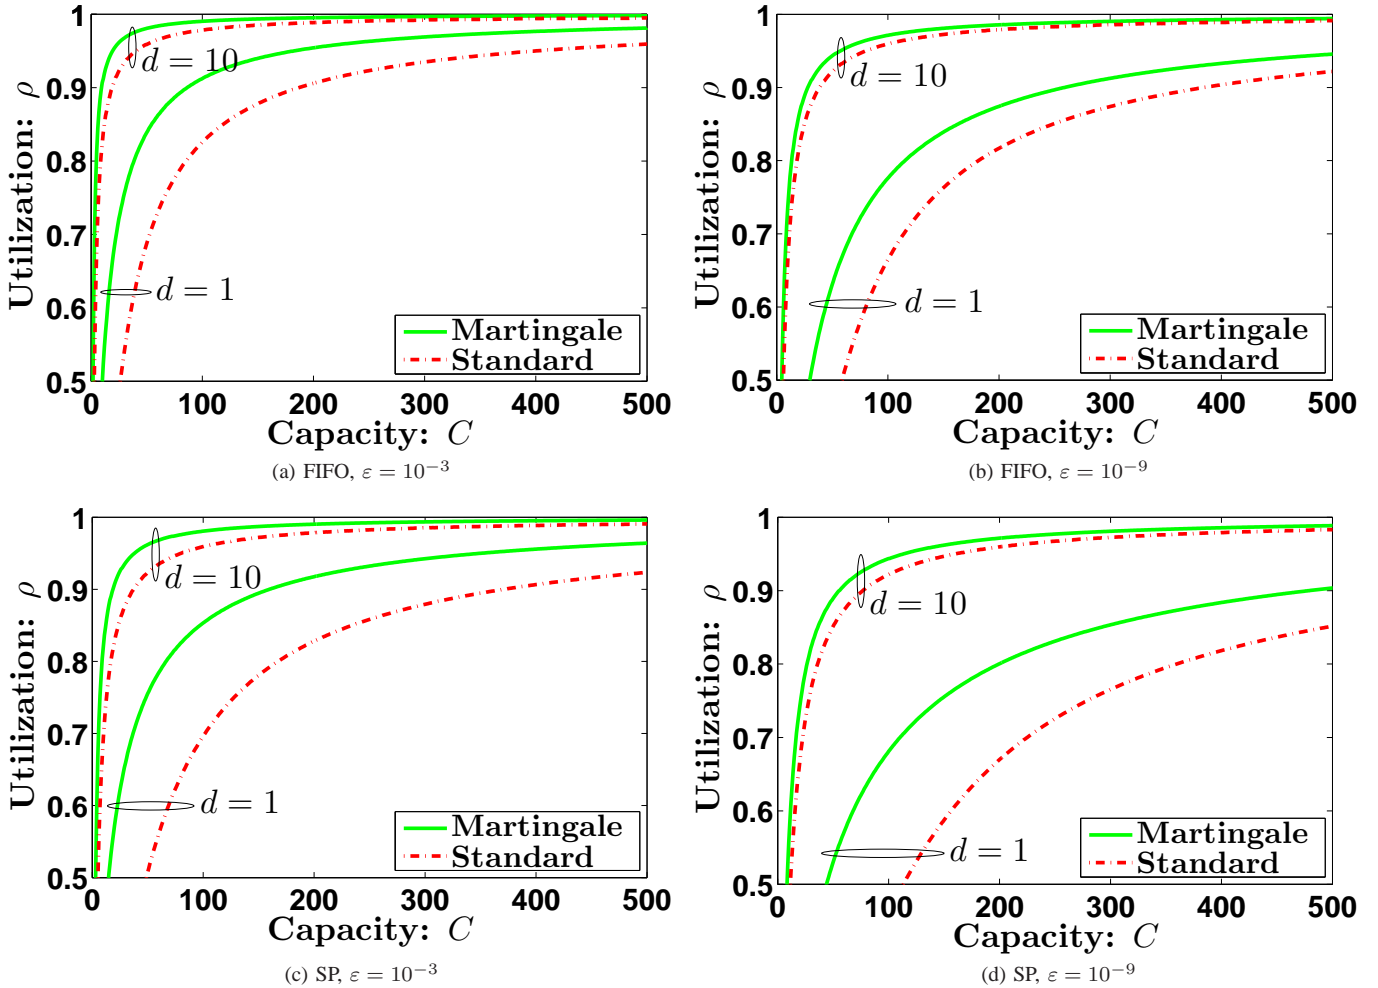 1
0.9
0.8
0.7
0.6
0.5
Utilization: ρ
d = 10
d = 1
Martingale
Standard
0 100 200 300 400 500
Capacity: C
(a) FIFO, ε = 10⁻³
1
0.9
0.8
0.7
0.6
0.5
Utilization: ρ
d = 10
d = 1
Martingale
Standard
0 100 200 300 400 500
Capacity: C
(b) FIFO, ε = 10⁻⁹
1
0.9
0.8
0.7
0.6
0.5
Utilization: ρ
d = 10
d = 1
Martingale
Standard
0 100 200 300 400 500
Capacity: C
(c) SP, ε = 10⁻³
1
0.9
0.8
0.7
0.6
0.5
Utilization: ρ
d = 10
d = 1
Martingale
Standard
0 100 200 300 400 500
Capacity: C
(d) SP, ε = 10⁻⁹